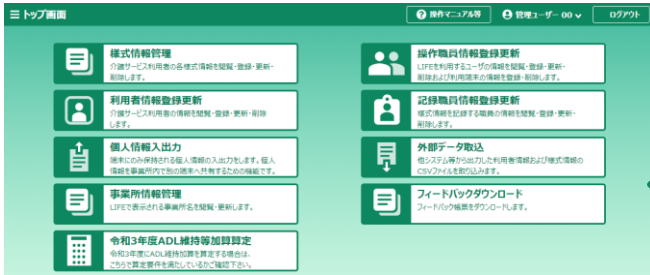 トップ画面
操作マニュアル等
管理ユーザー 00
ログアウト
様式情報管理
介護サービス利用者の各様式情報を閲覧・登録・更新・
削除します。
操作職員情報登録更新
LIFEを利用するユーザの情報を閲覧・登録・更新・
削除および利用端末の情報を登録・削除します。
利用者情報登録更新
介護サービス利用者の情報を閲覧・登録・更新・削除
します。
記録職員情報登録更新
様式情報を記録する職員の情報を閲覧・登録・更新・
削除します。
個人情報入出力
端末にのみ保持される個人情報の入出力をします。個人
情報を事業所内で別の端末へ共有するための機能です。
外部データ取込
他システム等から出力した利用者情報および様式情報の
CSVファイルを取り込みます。
事業所情報管理
LIFEで表示される事業所名を閲覧・更新します。
フィードバックダウンロード
フィードバック帳票をダウンロードします。
令和3年度ADL維持等加算算定
令和3年度にADL維持加算を算定する場合は、
こちらで算定要件を満たしているかご確認下さい。